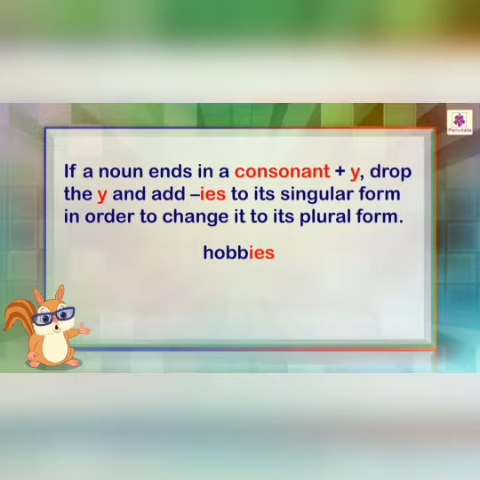 Periwinkle
If a noun ends in a consonant + y, drop
the y and add –ies to its singular form
in order to change it to its plural form.
hobbies